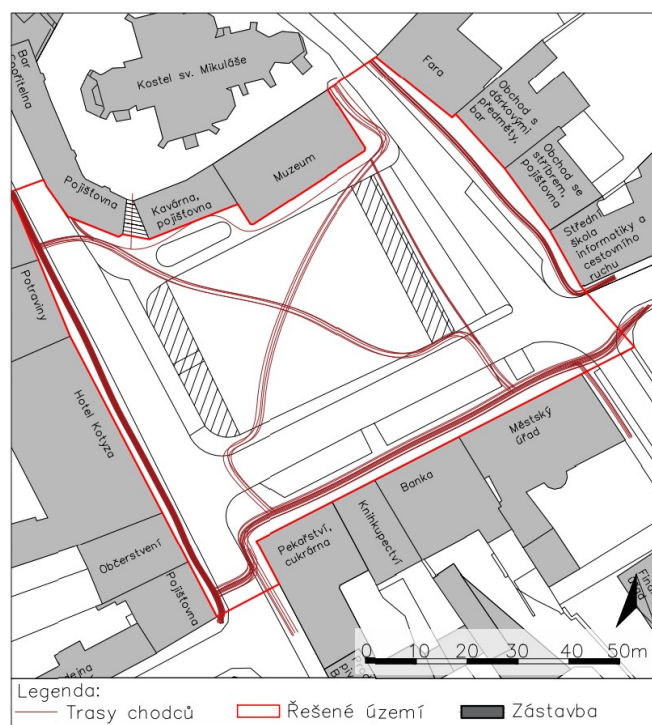 Bar
Spořitelna
Kostel sv. Mikuláše
Fara
Obchod s
dárkovými
předměty,
bar
Obchod se
stříbrem,
pojišťovna
Střední
škola
informatiky a
cestovního
ruchu
Pojišťovna
Kavárna,
pojišťovna
Muzeum
Potraviny
Hotel Kotyza
Občerstvení
Pojišťovna
Pekařství,
cukrárna
Knihkupectví
Banka
Městský
úřad
0 10 20 30 40 50m
Legenda:
Trasy chodců
Řešené území
Zástavba